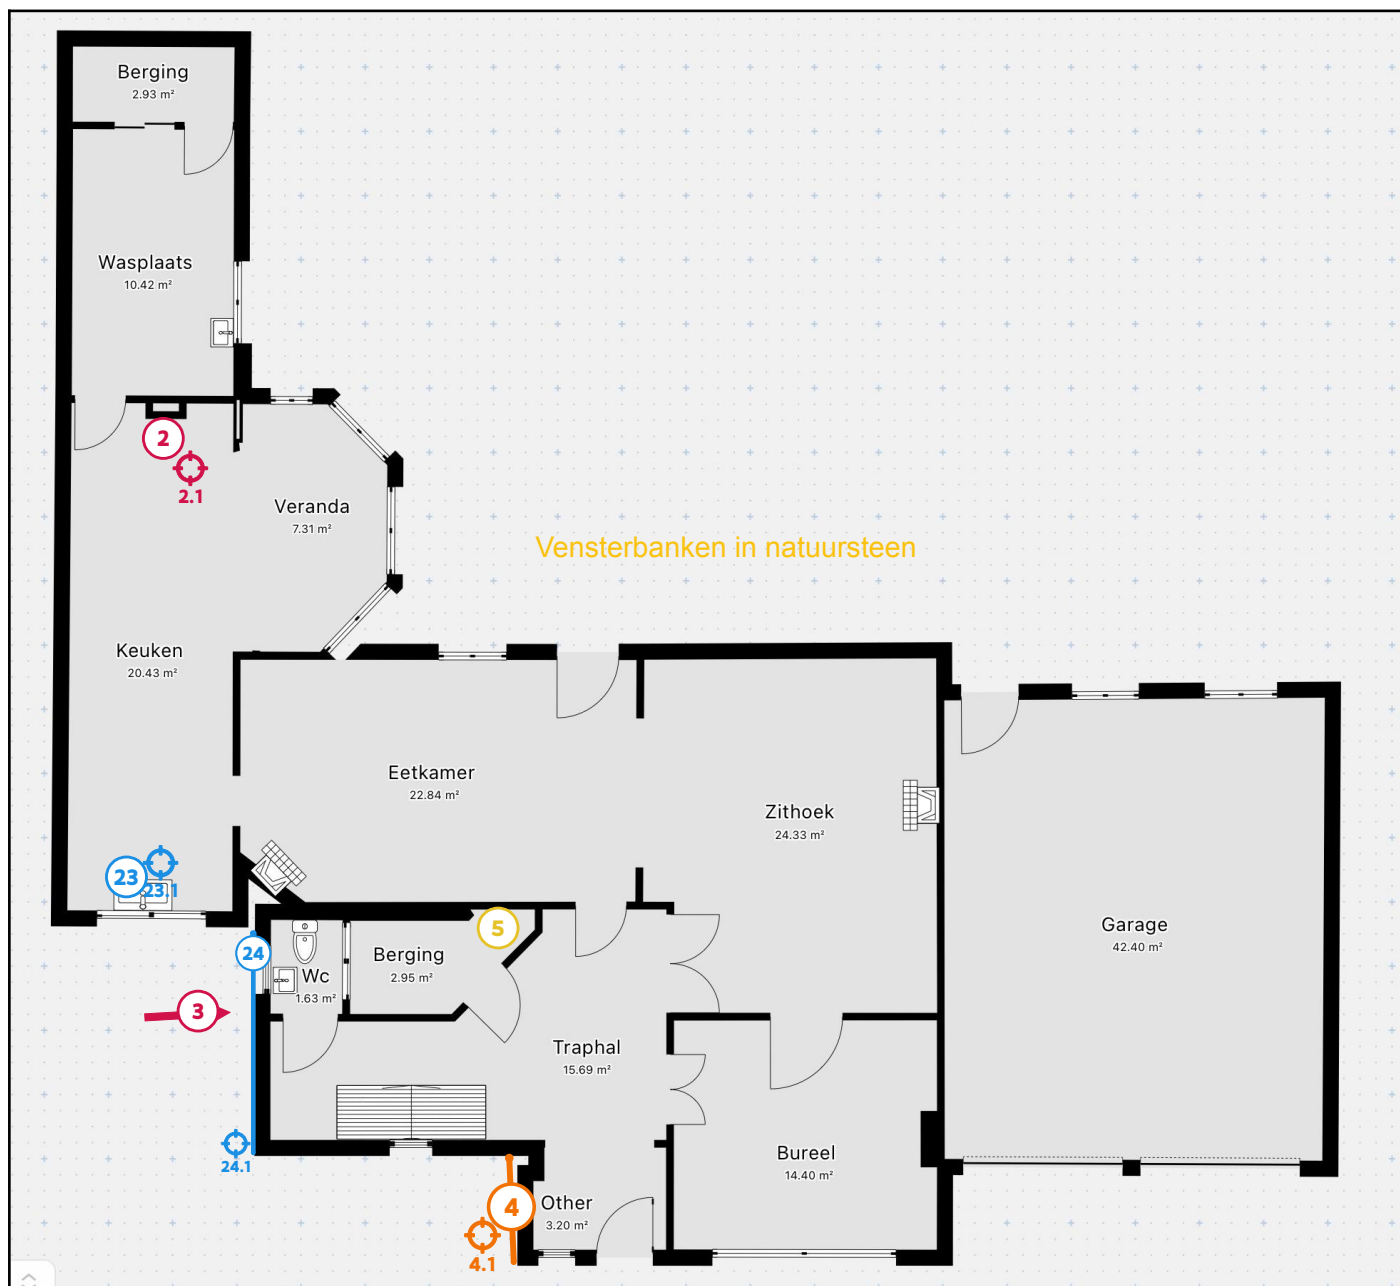 Berging
2.93 m²
Wasplaats
10.42 m²
2
2.1
Veranda
7.31 m²
Vensterbanken in natuursteen
Keuken
20.43 m²
Eetkamer
22.84 m²
Zithoek
24.33 m²
23
23.1
Garage
42.40 m²
5
24
Berging
2.95 m²
Wc
1.63 m²
3
Traphal
15.69 m²
24.1
Bureel
14.40 m²
4
Other
3.20 m²
4.1